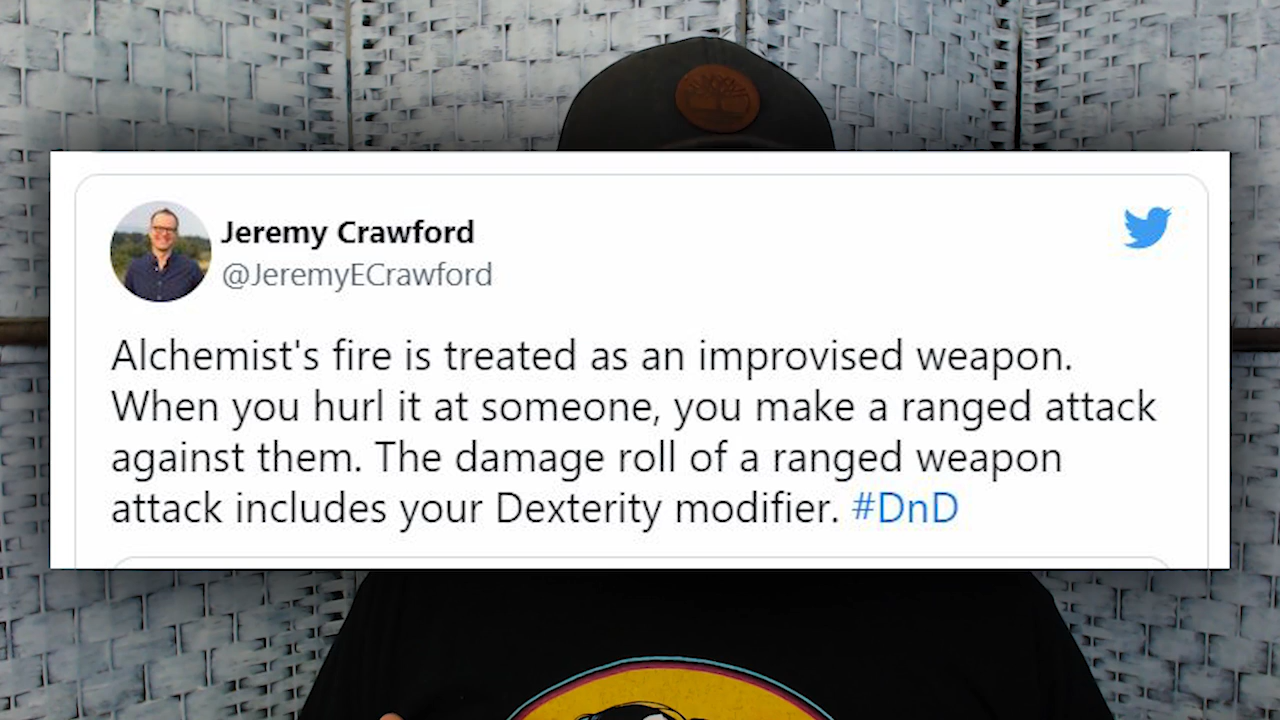 Jeremy Crawford
@JeremyECrawford
Alchemist's fire is treated as an improvised weapon.
When you hurl it at someone, you make a ranged attack
against them. The damage roll of a ranged weapon
attack includes your Dexterity modifier. #DnD